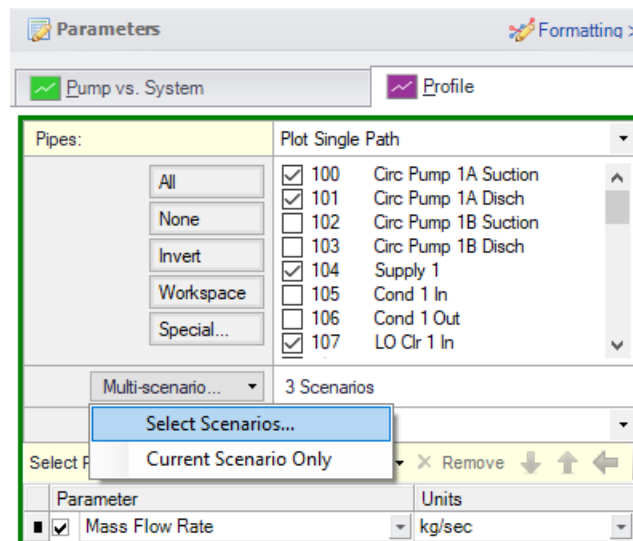 Parameters Formatting >
Pump vs. System Profile
Pipes: Plot Single Path
All
None
Invert
Workspace
Special...
100 Circ Pump 1A Suction
101 Circ Pump 1A Disch
102 Circ Pump 1B Suction
103 Circ Pump 1B Disch
104 Supply 1
105 Cond 1 In
106 Cond 1 Out
107 LO Clr 1 In
Multi-scenario... 3 Scenarios
Select Scenarios...
Current Scenario Only
Select Remove
Parameter Units
Mass Flow Rate kg/sec